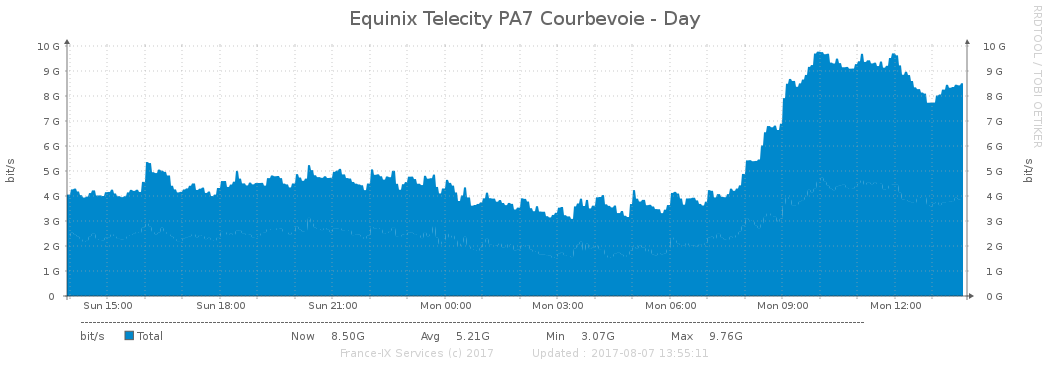 Equinix Telecity PA7 Courbevoie - Day
RRDTOOL / TOBI OETIKER
bit/s
10 G 10 G
9 G 9 G
8 G 8 G
7 G 7 G
6 G 6 G
5 G 5 G
4 G 4 G
3 G 3 G
2 G 2 G
1 G 1 G
0 0 G
bit/s
Sun 15:00 Sun 18:00 Sun 21:00 Mon 00:00 Mon 03:00 Mon 06:00 Mon 09:00 Mon 12:00
bit/s Total Now 8.50G Avg 5.21G Min 3.07G Max 9.76G
France-IX Services (c) 2017 Updated : 2017-08-07 13:55:11